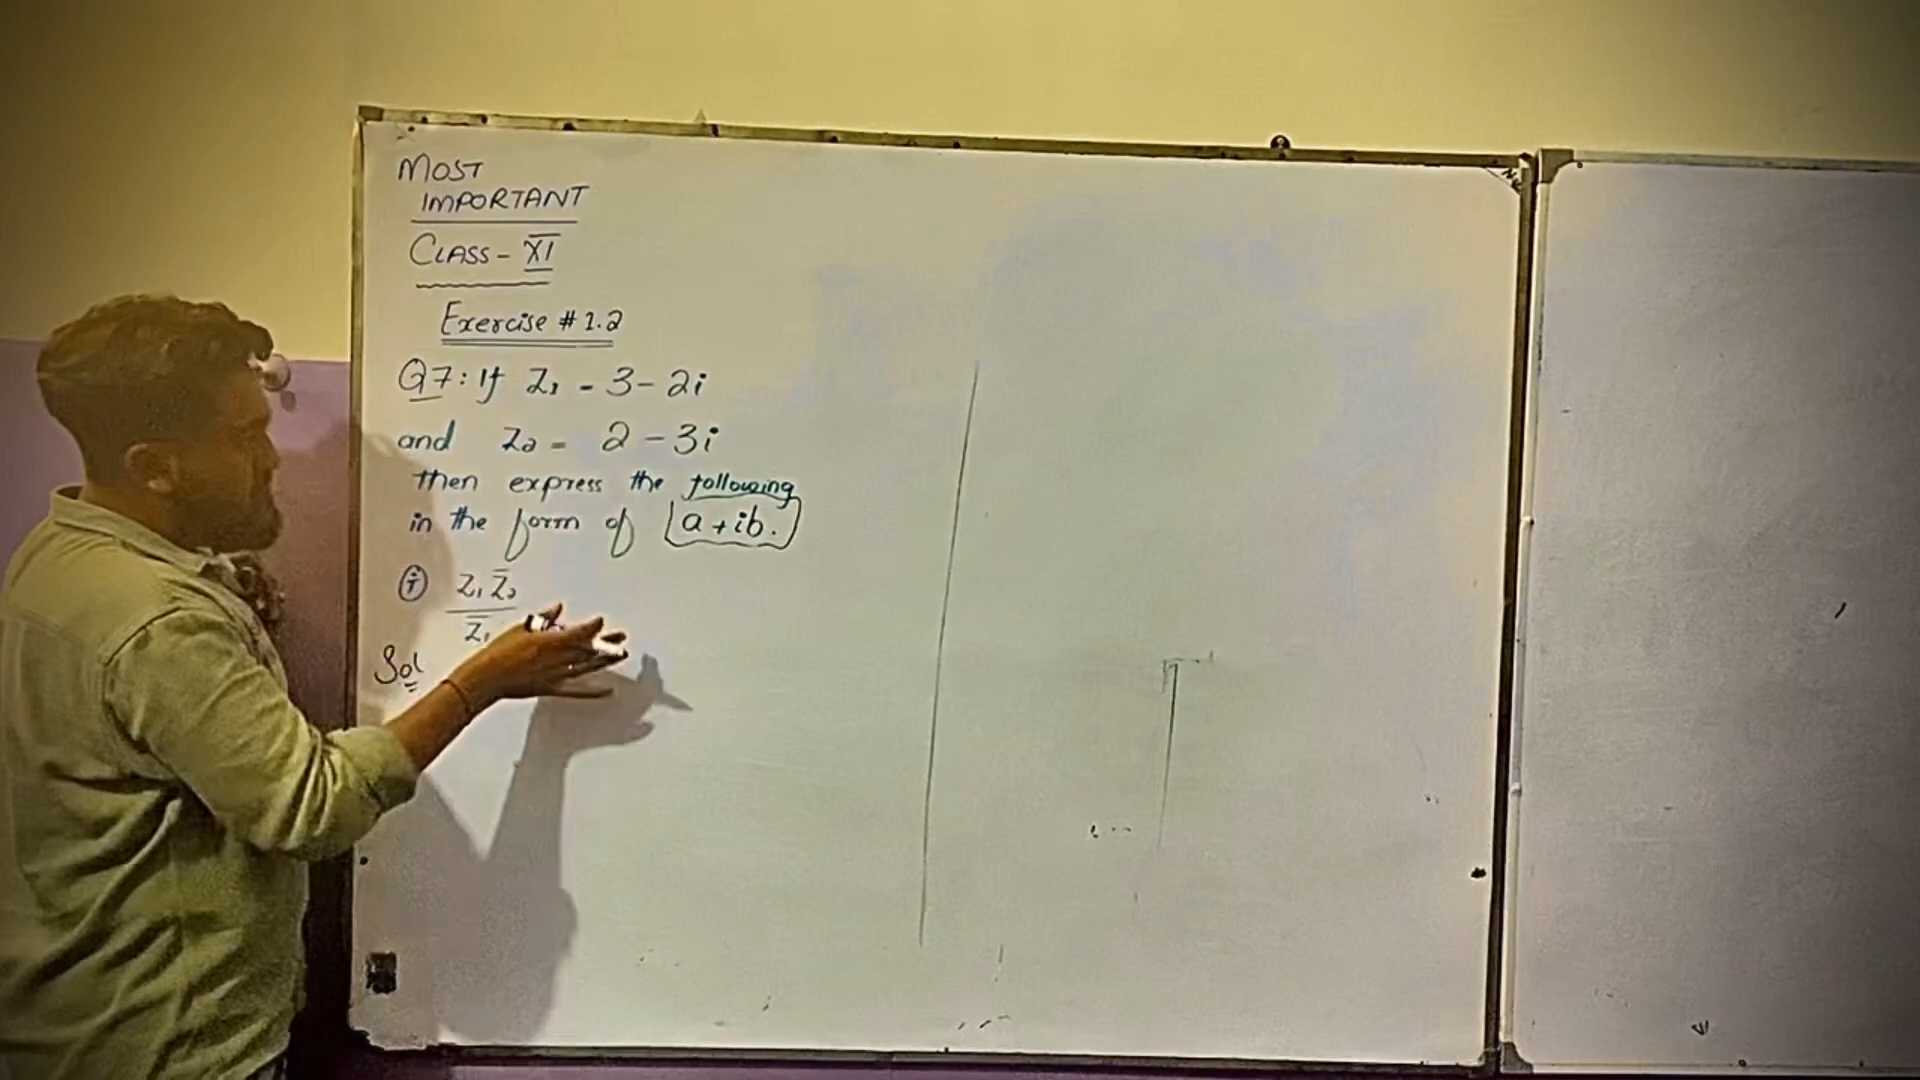 MOST
IMPORTANT
CLASS - XI
Exercise # 1.2
Q7: If Z₁ = 3 - 2i
and Z₂ = 2 - 3i
then express the following
in the form of a + ib.
(i) Z₁ Z̅₂
Z̅₁
Sol